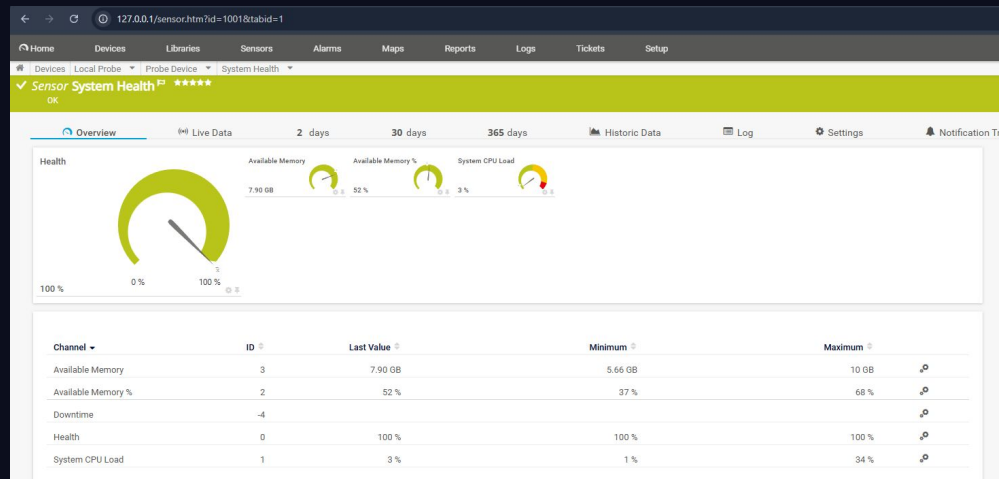 127.0.0.1/sensor.htm?id=1001&tabid=1
Home Devices Libraries Sensors Alarms Maps Reports Logs Tickets Setup
Devices Local Probe Probe Device System Health
Sensor System Health
OK
Overview Live Data 2 days 30 days 365 days Historic Data Log Settings Notification Tr
Health Available Memory Available Memory % System CPU Load
7.90 GB 52 % 3 %
0 % 100 %
100 %
Channel ID Last Value Minimum Maximum
Available Memory 3 7.90 GB 5.66 GB 10 GB
Available Memory % 2 52 % 37 % 68 %
Downtime -4
Health 0 100 % 100 % 100 %
System CPU Load 1 3 % 1 % 34 %